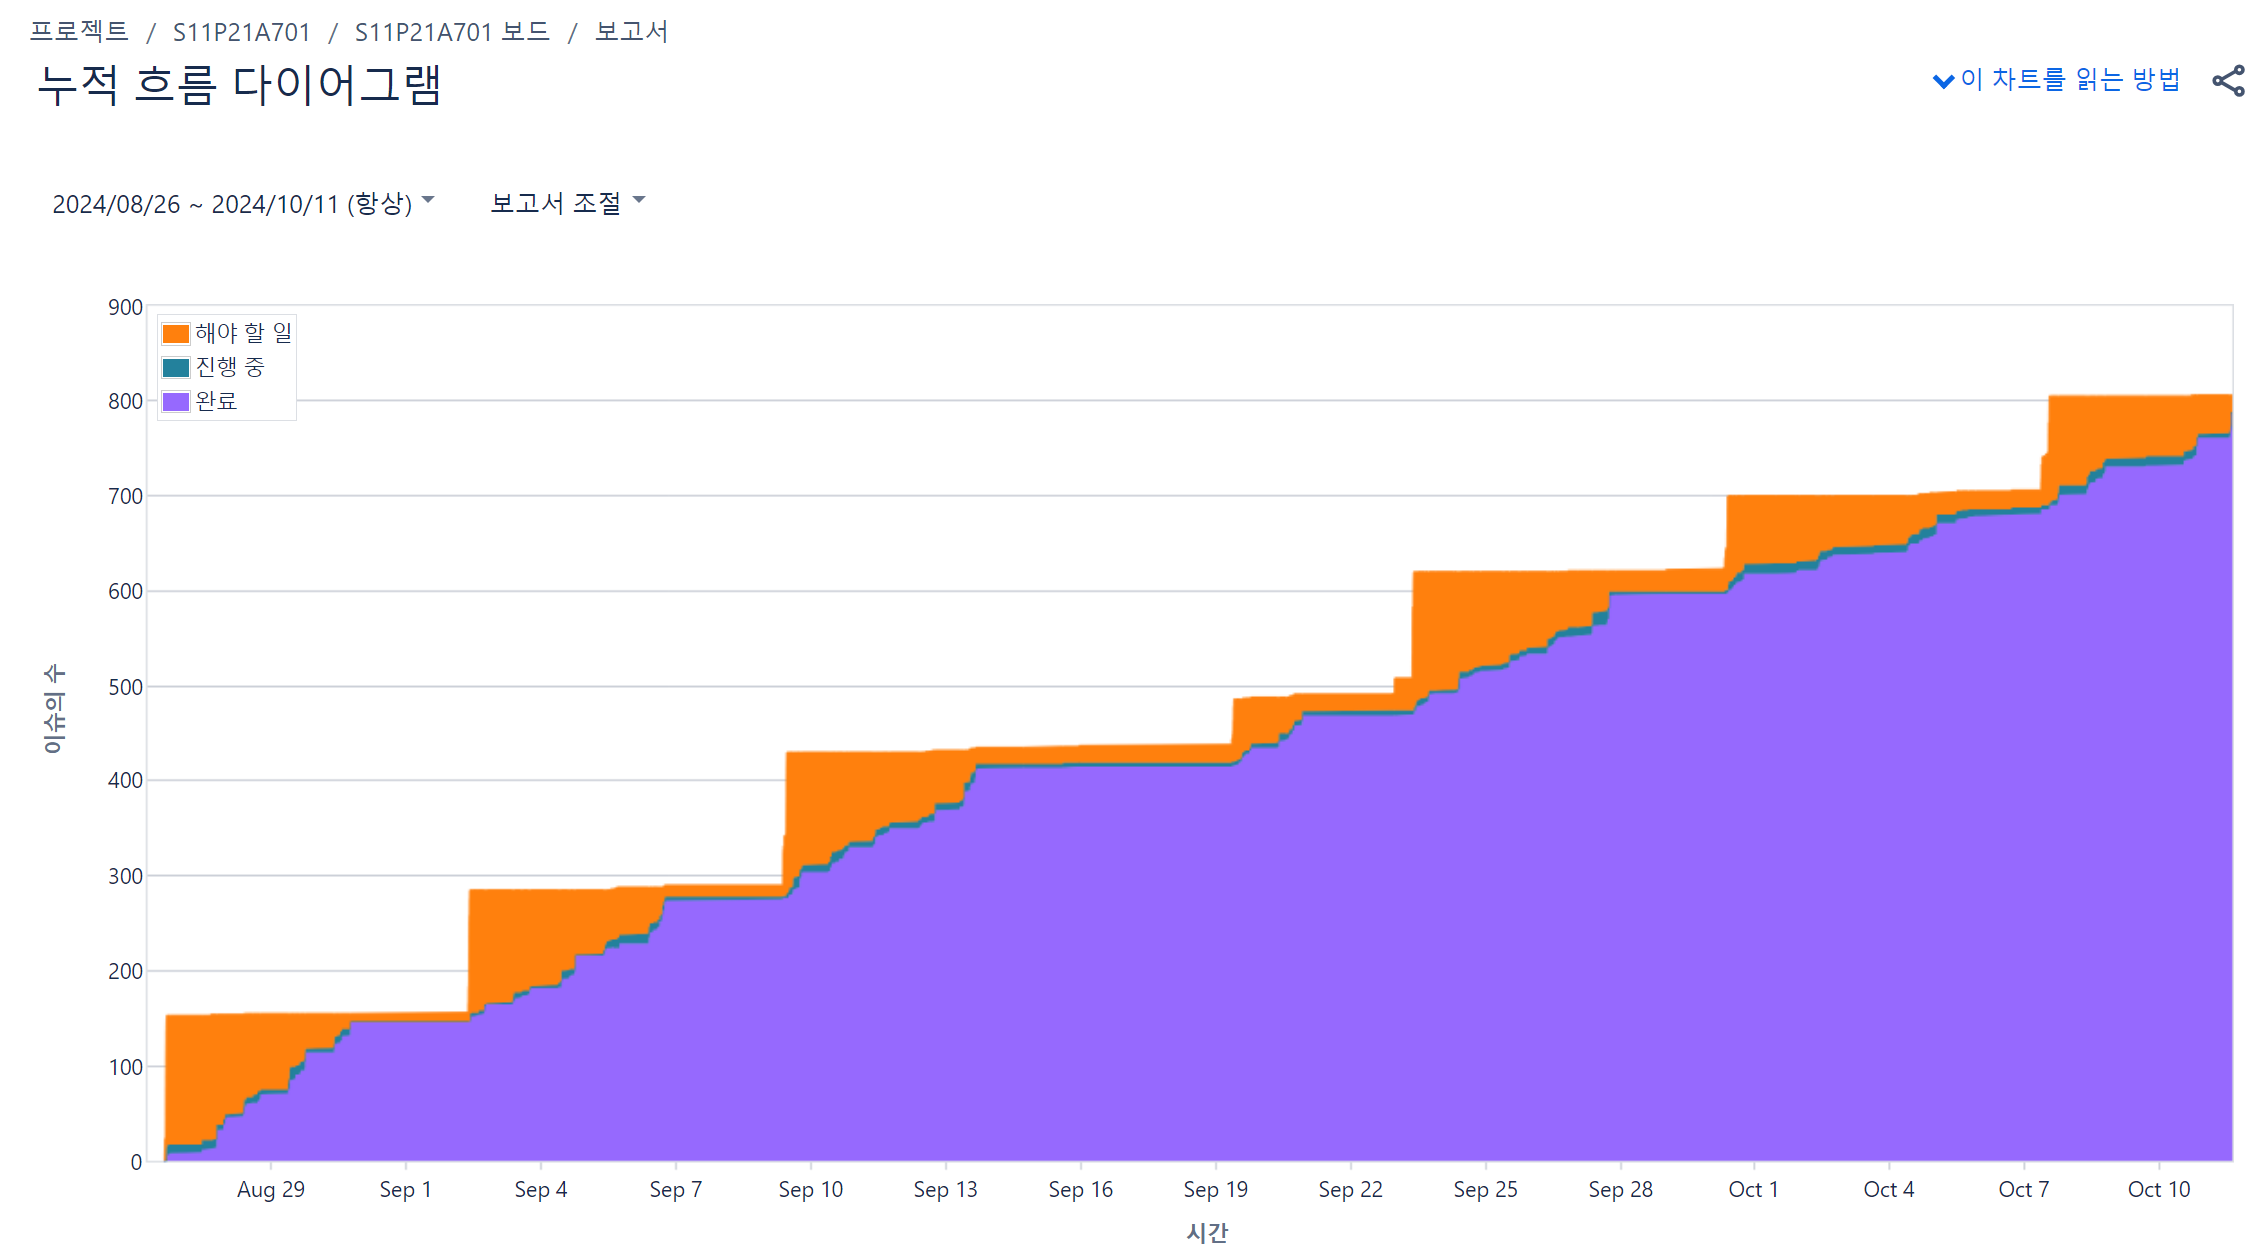 프로젝트 / S11P21A701 / S11P21A701 보드 / 보고서
누적 흐름 다이어그램
이 차트를 읽는 방법
2024/08/26 ~ 2024/10/11 (항상)
보고서 조절
900
800
700
600
500
400
300
200
100
0
해야 할 일
진행 중
완료
이슈의 수
Aug 29
Sep 1
Sep 4
Sep 7
Sep 10
Sep 13
Sep 16
Sep 19
Sep 22
Sep 25
Sep 28
Oct 1
Oct 4
Oct 7
Oct 10
시간